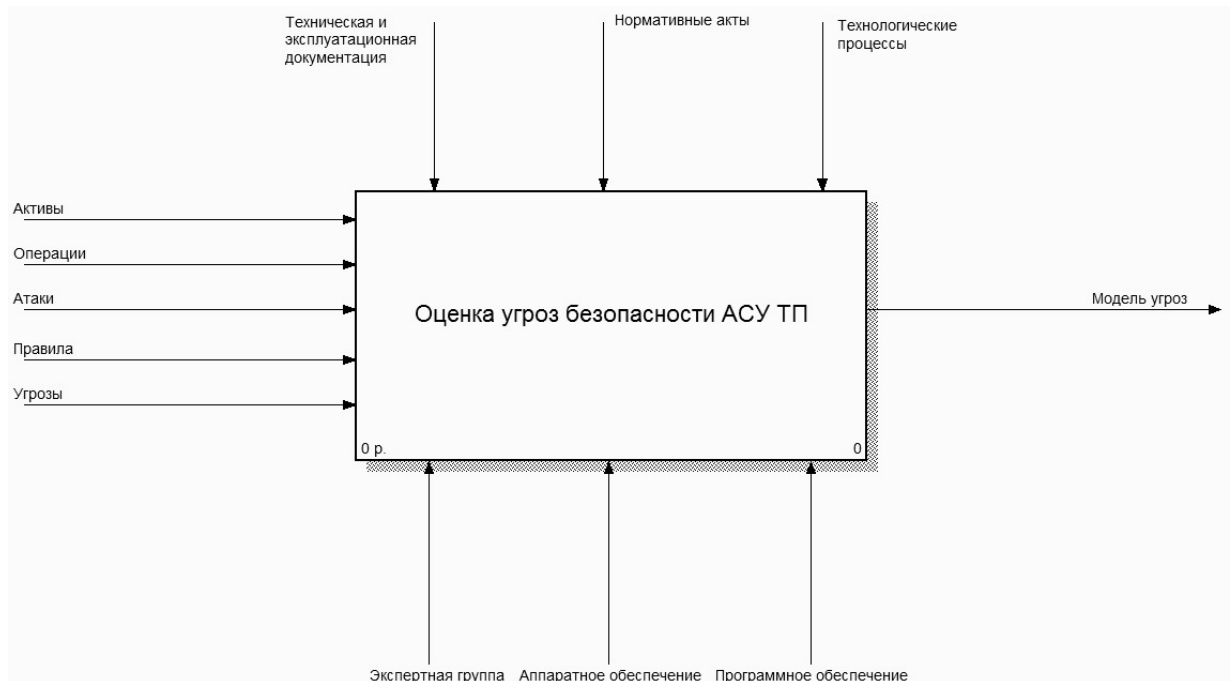 Техническая и
эксплуатационная
документация
Нормативные акты
Технологические
процессы
Активы
Операции
Атаки
Правила
Угрозы
Оценка угроз безопасности АСУ ТП
Модель угроз
0 р.
0
Экспертная группа
Аппаратное обеспечение
Программное обеспечение